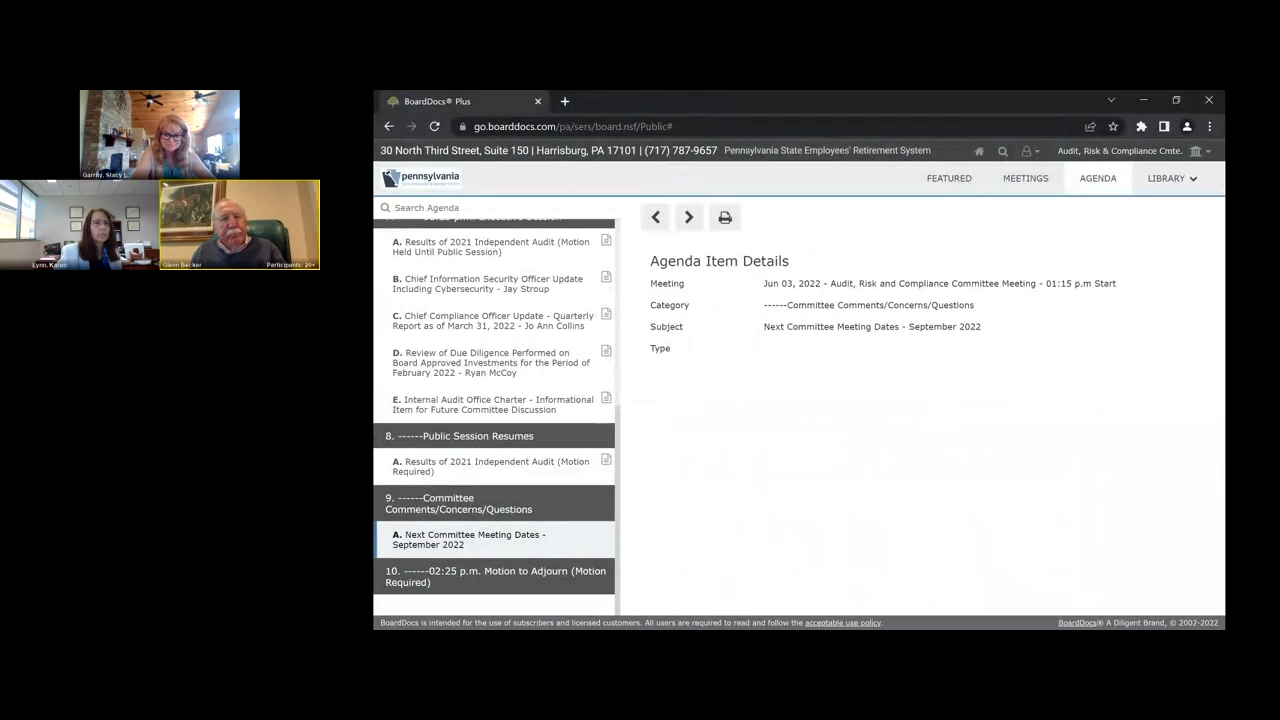 Garrity, Stacy L.
Lynn, Karen
Glenn Becker
Participants: 20+
BoardDocs® Plus
go.boarddocs.com/pa/sers/board.nsf/Public#
30 North Third Street, Suite 150 | Harrisburg, PA 17101 | (717) 787-9657 Pennsylvania State Employees' Retirement System
Audit, Risk & Compliance Cmte.
pennsylvania
FEATURED
MEETINGS
AGENDA
LIBRARY
Search Agenda
A. Results of 2021 Independent Audit (Motion
Held Until Public Session)
B. Chief Information Security Officer Update
Including Cybersecurity - Jay Stroup
C. Chief Compliance Officer Update - Quarterly
Report as of March 31, 2022 - Jo Ann Collins
D. Review of Due Diligence Performed on
Board Approved Investments for the Period of
February 2022 - Ryan McCoy
E. Internal Audit Office Charter - Informational
Item for Future Committee Discussion
8. ------Public Session Resumes
A. Results of 2021 Independent Audit (Motion
Required)
9. ------Committee
Comments/Concerns/Questions
A. Next Committee Meeting Dates -
September 2022
10. ------02:25 p.m. Motion to Adjourn (Motion
Required)
Agenda Item Details
Meeting Jun 03, 2022 - Audit, Risk and Compliance Committee Meeting - 01:15 p.m Start
Category ------Committee Comments/Concerns/Questions
Subject Next Committee Meeting Dates - September 2022
Type
BoardDocs is intended for the use of subscribers and licensed customers. All users are required to read and follow the acceptable use policy.
BoardDocs® A Diligent Brand, © 2002-2022